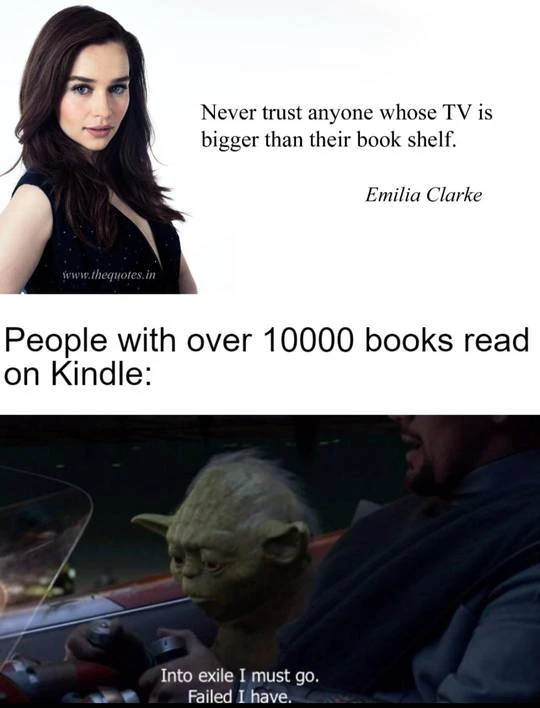 Never trust anyone whose TV is
bigger than their book shelf.
Emilia Clarke
www.thequotes.in
People with over 10000 books read
on Kindle:
Into exile I must go.
Failed I have.